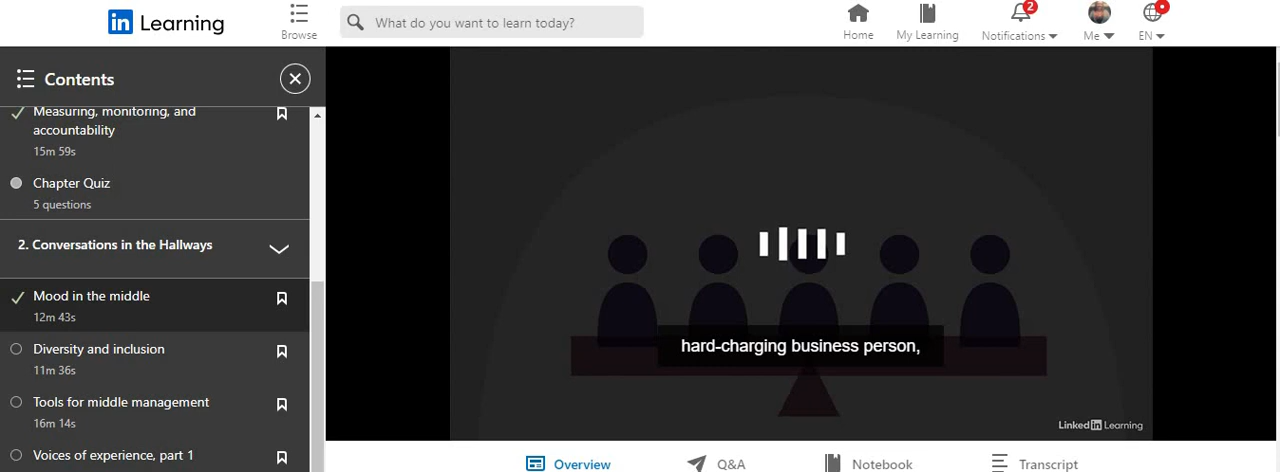 in Learning
Browse
What do you want to learn today?
Home
My Learning
2
Notifications
Me
EN
Contents
Measuring, monitoring, and
accountability
15m 59s
Chapter Quiz
5 questions
2. Conversations in the Hallways
Mood in the middle
12m 43s
Diversity and inclusion
11m 36s
Tools for middle management
16m 14s
Voices of experience, part 1
hard-charging business person,
Linked in Learning
Overview
Q&A
Notebook
Transcript